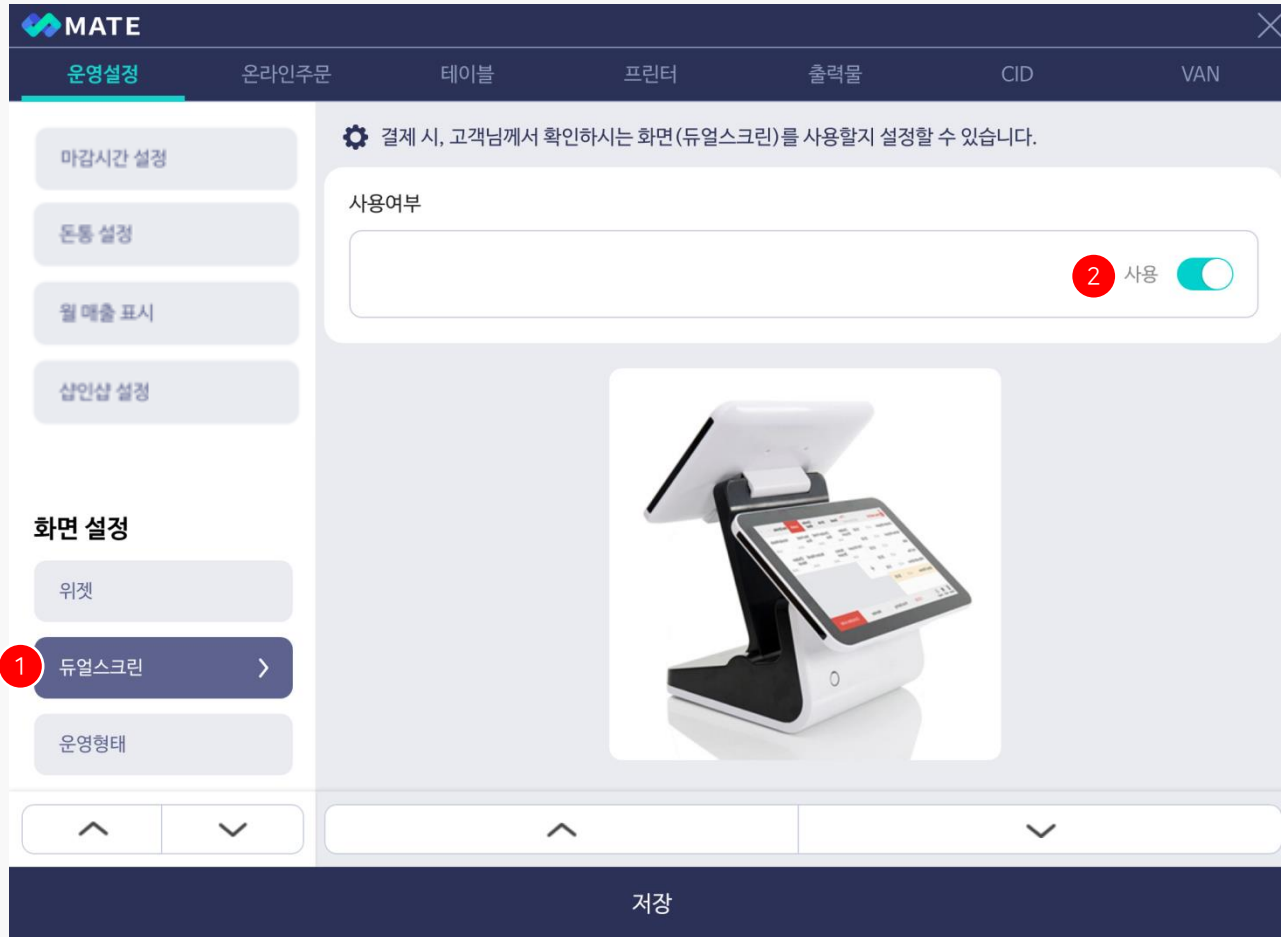 MATE
운영설정 온라인주문 테이블 프린터 출력물 CID VAN
마감시간 설정
돈통 설정
월 매출 표시
샵인샵 설정
화면 설정
위젯
1 듀얼스크린
운영형태
결제 시, 고객님께서 확인하시는 화면(듀얼스크린)를 사용할지 설정할 수 있습니다.
사용여부
2 사용
저장